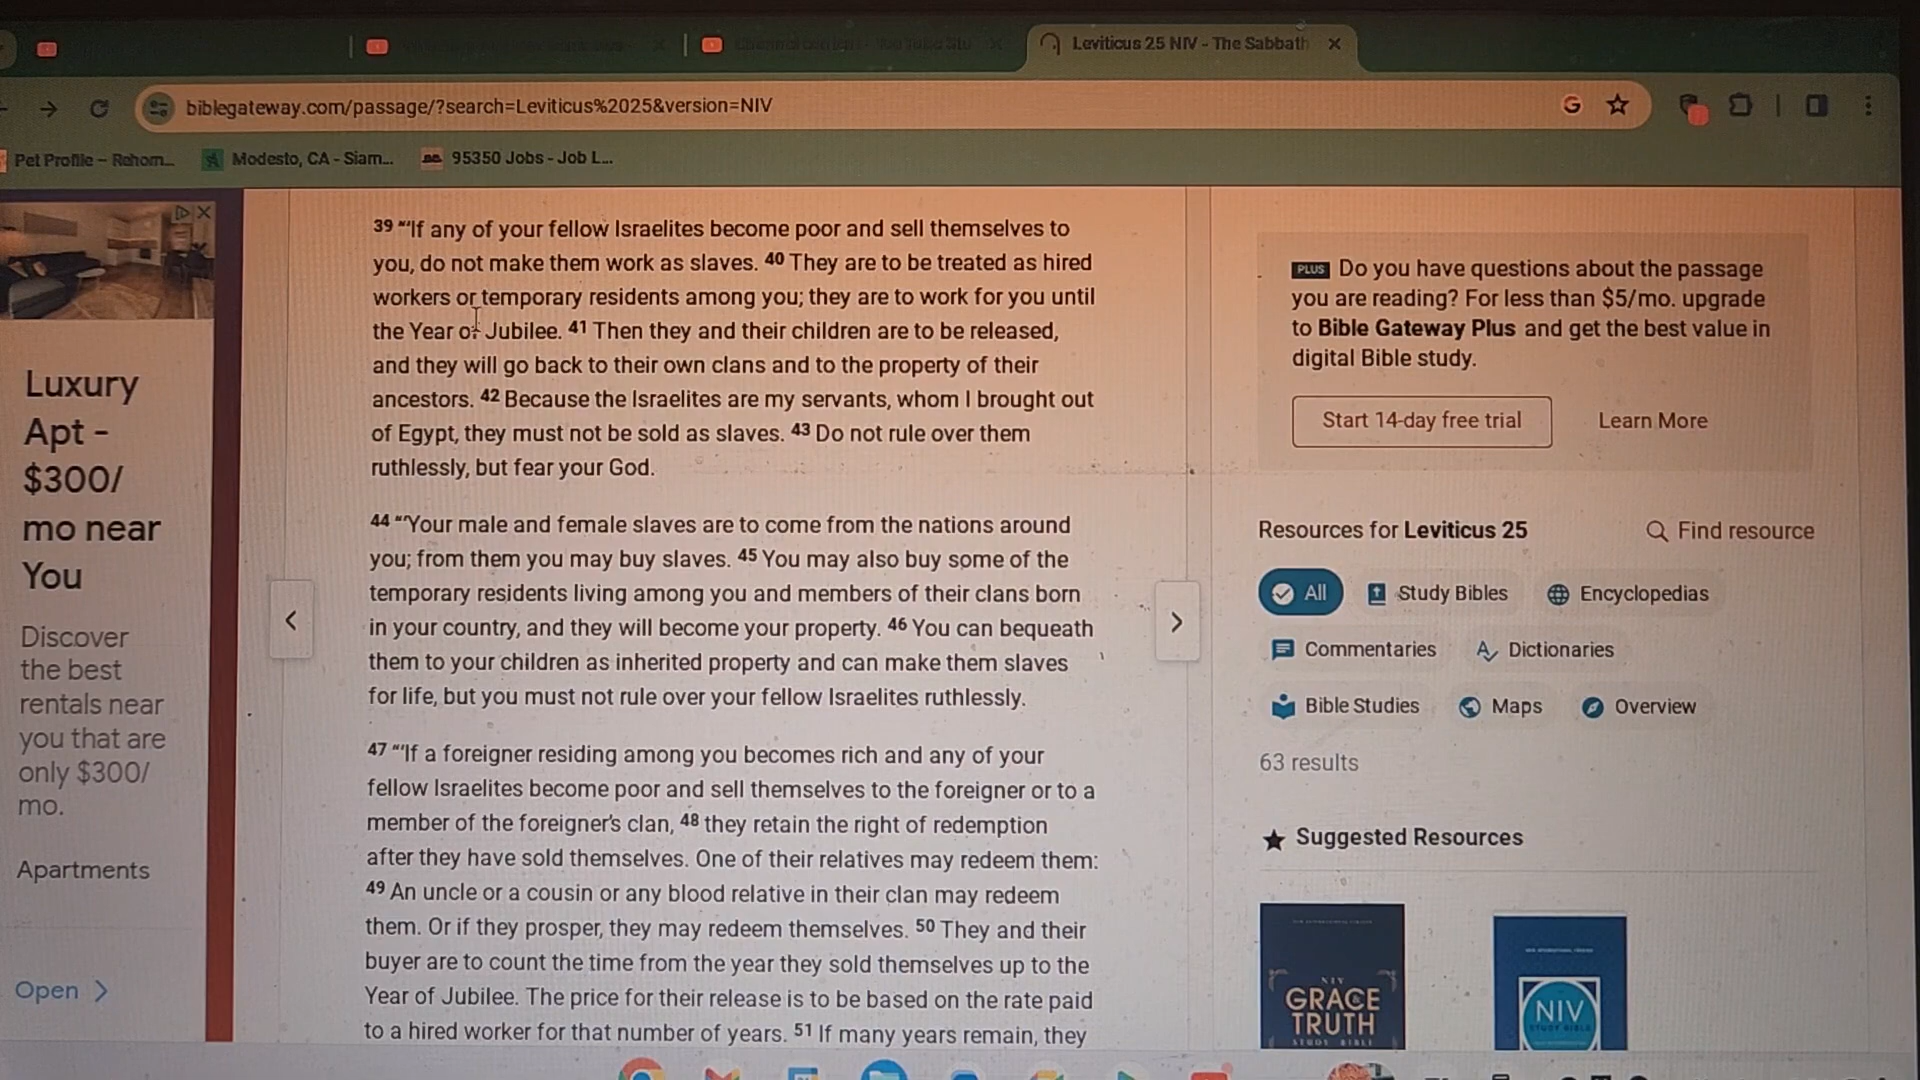 Leviticus 25 NIV - The Sabbath
biblegateway.com/passage/?search=Leviticus%2025&version=NIV
Pet Profile – Rehom...
Modesto, CA - Siam...
95350 Jobs - Job L...
39 “‘If any of your fellow Israelites become poor and sell themselves to
you, do not make them work as slaves. 40 They are to be treated as hired
workers or temporary residents among you; they are to work for you until
the Year of Jubilee. 41 Then they and their children are to be released,
and they will go back to their own clans and to the property of their
ancestors. 42 Because the Israelites are my servants, whom I brought out
of Egypt, they must not be sold as slaves. 43 Do not rule over them
ruthlessly, but fear your God.
44 “‘Your male and female slaves are to come from the nations around
you; from them you may buy slaves. 45 You may also buy some of the
temporary residents living among you and members of their clans born
in your country, and they will become your property. 46 You can bequeath
them to your children as inherited property and can make them slaves
for life, but you must not rule over your fellow Israelites ruthlessly.
47 “‘If a foreigner residing among you becomes rich and any of your
fellow Israelites become poor and sell themselves to the foreigner or to a
member of the foreigner’s clan, 48 they retain the right of redemption
after they have sold themselves. One of their relatives may redeem them:
49 An uncle or a cousin or any blood relative in their clan may redeem
them. Or if they prosper, they may redeem themselves. 50 They and their
buyer are to count the time from the year they sold themselves up to the
Year of Jubilee. The price for their release is to be based on the rate paid
to a hired worker for that number of years. 51 If many years remain, they
Luxury
Apt -
$300/
mo near
You
Discover
the best
rentals near
you that are
only $300/
mo.
Apartments
Open
PLUS Do you have questions about the passage
you are reading? For less than $5/mo. upgrade
to Bible Gateway Plus and get the best value in
digital Bible study.
Start 14-day free trial
Learn More
Resources for Leviticus 25
Find resource
All
Study Bibles
Encyclopedias
Commentaries
Dictionaries
Bible Studies
Maps
Overview
63 results
Suggested Resources
NIV
GRACE
TRUTH
STUDY BIBLE
NIV
STUDY BIBLE